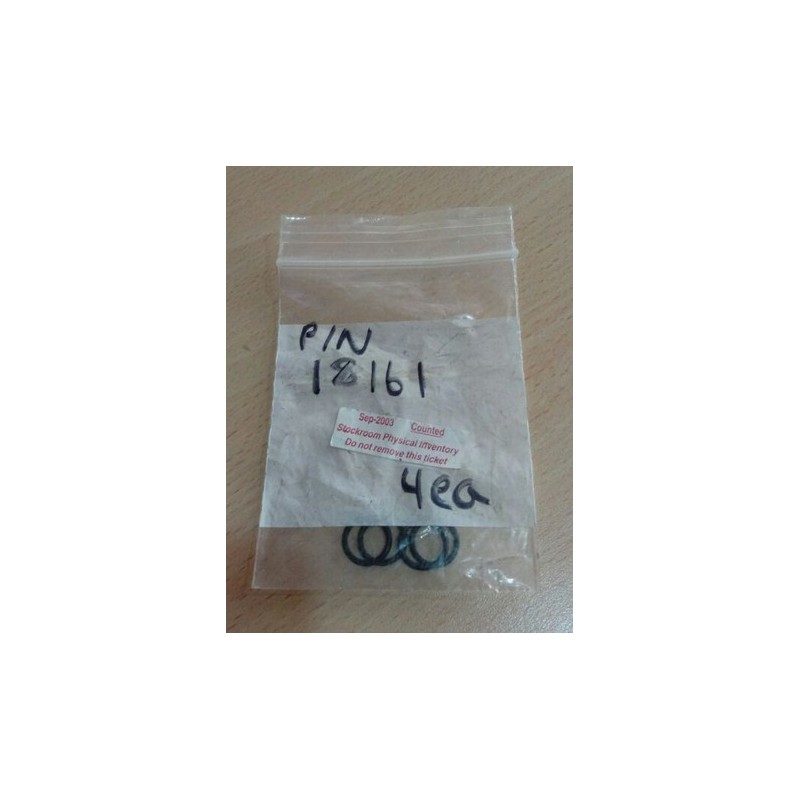 P/N
18161
Sep-2003 Counted
Stockroom Physical Inventory
Do not remove this ticket
4ea